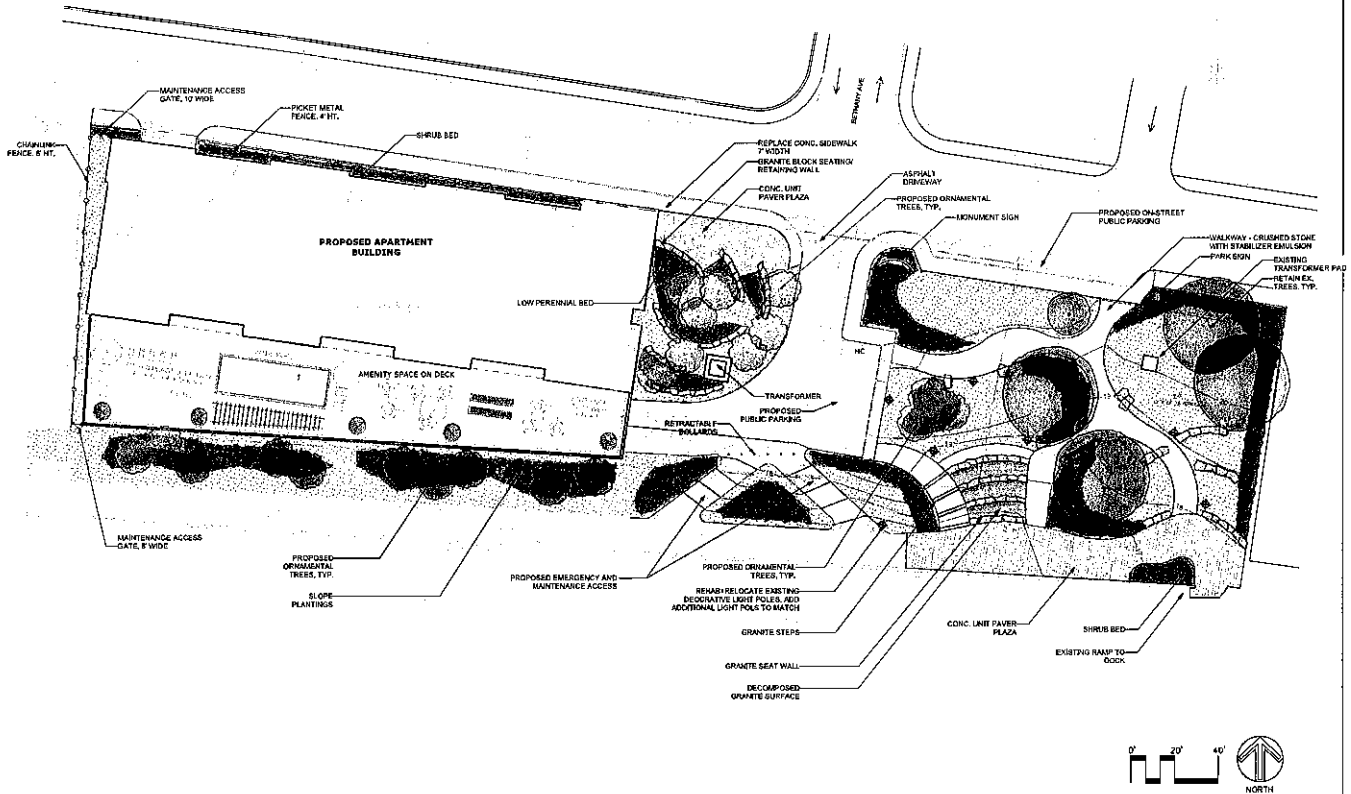 MAINTENANCE ACCESS
GATE, 10' WIDE
PICKET METAL
FENCE, 4' HT.
SHRUB BED
CHAINLINK
FENCE, 6' HT.
REPLACE CONC. SIDEWALK
7' WIDTH
GRANITE BLOCK SEATING/
RETAINING WALL
CONC. UNIT
PAVER PLAZA
BETHANY AVE
ASPHALT
DRIVEWAY
PROPOSED ORNAMENTAL
TREES, TYP.
MONUMENT SIGN
PROPOSED ON-STREET
PUBLIC PARKING
WALKWAY - CRUSHED STONE
WITH STABILIZER EMULSION
PARK SIGN
EXISTING
TRANSFORMER PAD
RETAIN EX.
TREES, TYP.
PROPOSED APARTMENT
BUILDING
LOW PERENNIAL BED
HC
AMENITY SPACE ON DECK
TRANSFORMER
PROPOSED
PUBLIC PARKING
RETRACTABLE
BOLLARDS
MAINTENANCE ACCESS
GATE, 8' WIDE
PROPOSED
ORNAMENTAL
TREES, TYP.
SLOPE
PLANTINGS
PROPOSED EMERGENCY AND
MAINTENANCE ACCESS
PROPOSED ORNAMENTAL
TREES, TYP.
REHAB+RELOCATE EXISTING
DECORATIVE LIGHT POLES, ADD
ADDITIONAL LIGHT POLS TO MATCH
GRANITE STEPS
GRANITE SEAT WALL
DECOMPOSED
GRANITE SURFACE
CONC. UNIT PAVER
PLAZA
SHRUB BED
EXISTING RAMP TO
DOCK
0' 20' 40'
NORTH